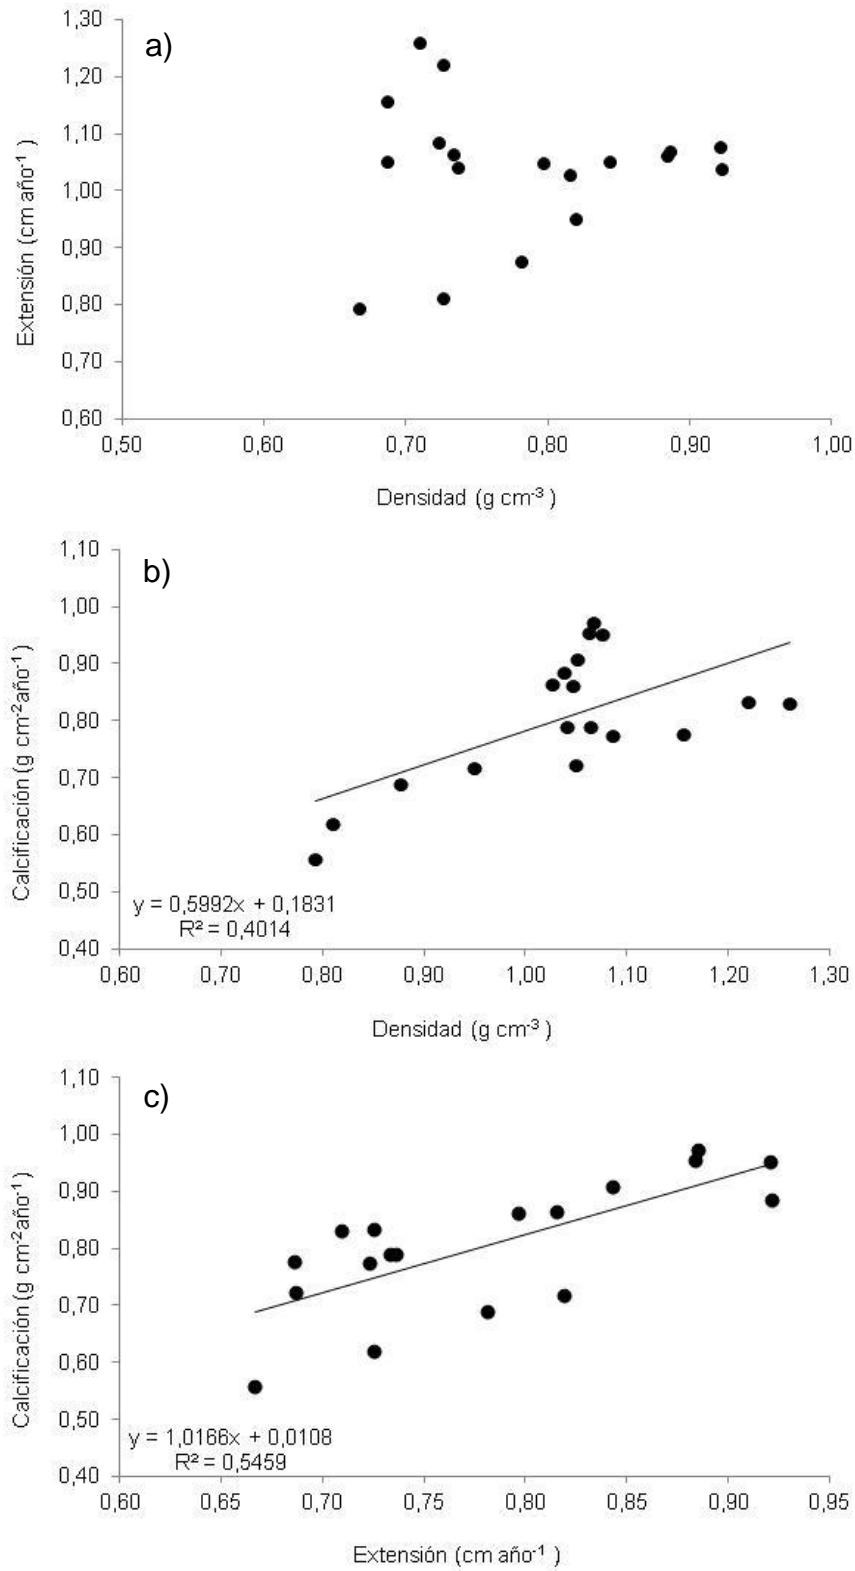 a)
1,30
1,20
1,10
1,00
0,90
0,80
0,70
0,60
Extensión (cm año⁻¹ )
0,50 0,60 0,70 0,80 0,90 1,00
Densidad (g cm⁻³ )
b)
1,10
1,00
0,90
0,80
0,70
0,60
0,50
0,40
Calcificación (g cm⁻²año⁻¹)
y = 0,5992x + 0,1831
R² = 0,4014
0,60 0,70 0,80 0,90 1,00 1,10 1,20 1,30
Densidad (g cm⁻³ )
c)
1,10
1,00
0,90
0,80
0,70
0,60
0,50
0,40
Calcificación (g cm⁻²año⁻¹)
y = 1,0166x + 0,0108
R² = 0,5459
0,60 0,65 0,70 0,75 0,80 0,85 0,90 0,95
Extensión (cm año⁻¹ )